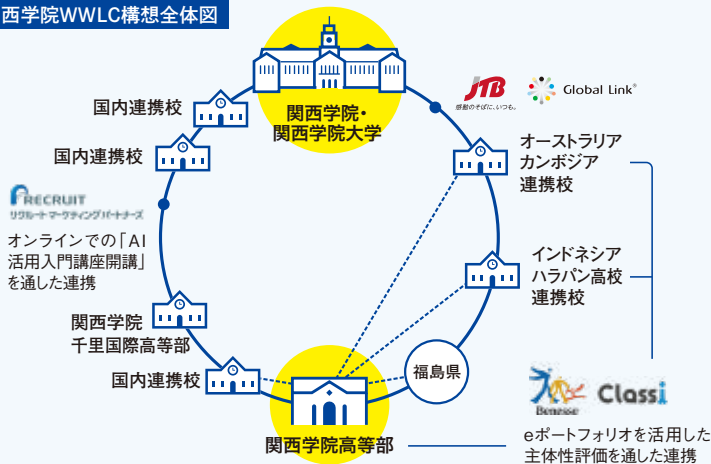 西学院WWLC構想全体図
関西学院・
関西学院大学
国内連携校
国内連携校
RECRUIT
リクルートマーケティングパートナーズ
オンラインでの「AI
活用入門講座開講」
を通した連携
関西学院
千里国際高等部
国内連携校
関西学院高等部
福島県
JTB
感動のそばに、いつも。
Global Link®
オーストラリア
カンボジア
連携校
インドネシア
ハラパン高校
連携校
Benesse
Classi
eポートフォリオを活用した
主体性評価を通した連携